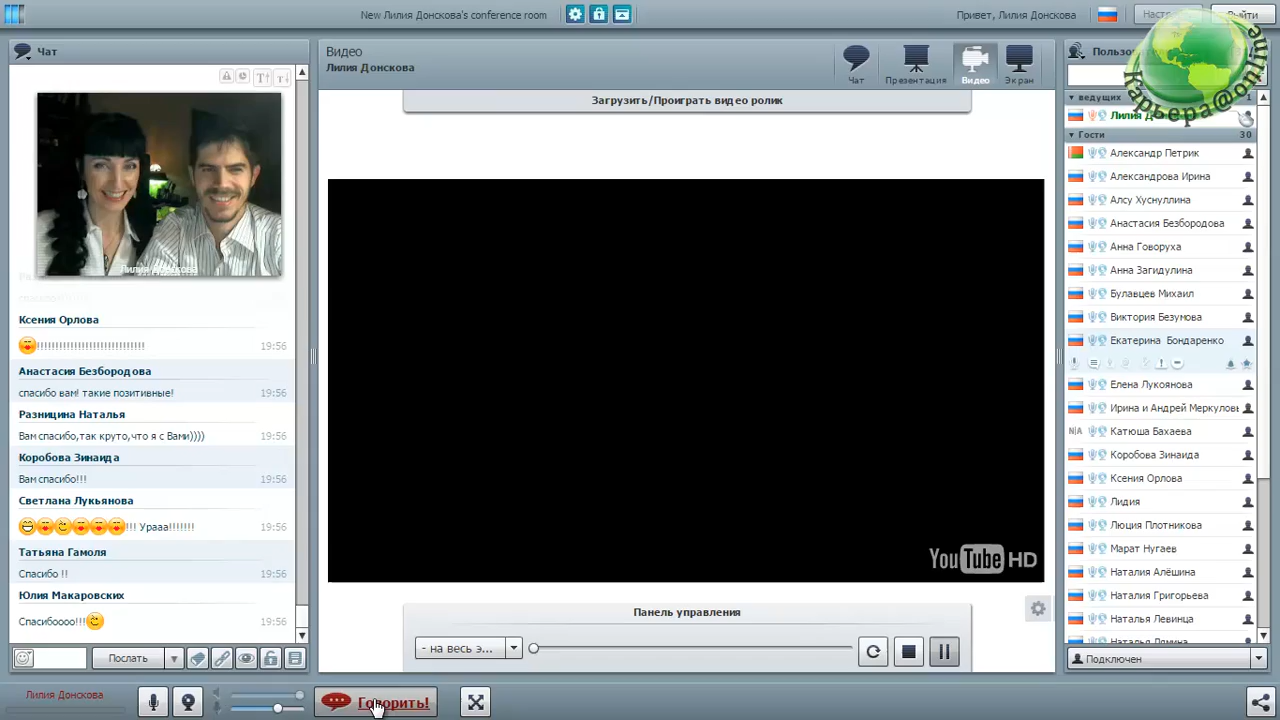 New Лилия Донскова's conference room
Привет, Лилия Донскова
Выйти
Чат
Лилия Донскова
Ксения Орлова
!!!!!!!!!!!!!!!!!!!!!!!!!!!!! 19:56
Анастасия Безбородова
спасибо вам! такие позитивные! 19:56
Разницина Наталья
Вам спасибо,так круто,что я с Вами)))) 19:56
Коробова Зинаида
Вам спасибо!!! 19:56
Светлана Лукьянова
!!! Урааа!!!!!!! 19:56
Татьяна Гамоля
Спасибо !! 19:56
Юлия Макаровских
Спасибоооо!!! 19:56
Послать
Видео
Лилия Донскова
Чат
Презентация
Видео
Экран
Загрузить/Проиграть видео ролик
YouTube HD
Панель управления
- на весь э...
карьера@online
ведущих 1
Гости 30
Александр Петрик
Александрова Ирина
Алсу Хуснуллина
Анастасия Безбородова
Анна Говоруха
Анна Загидулина
Булавцев Михаил
Виктория Безумова
Екатерина Бондаренко
Елена Лукоянова
Ирина и Андрей Меркулов
N|A Катюша Бахаева
Коробова Зинаида
Ксения Орлова
Лидия
Люция Плотникова
Марат Нугаев
Наталия Алёшина
Наталия Григорьева
Наталья Левинца
Подключен
Лилия Донскова
Говорить!